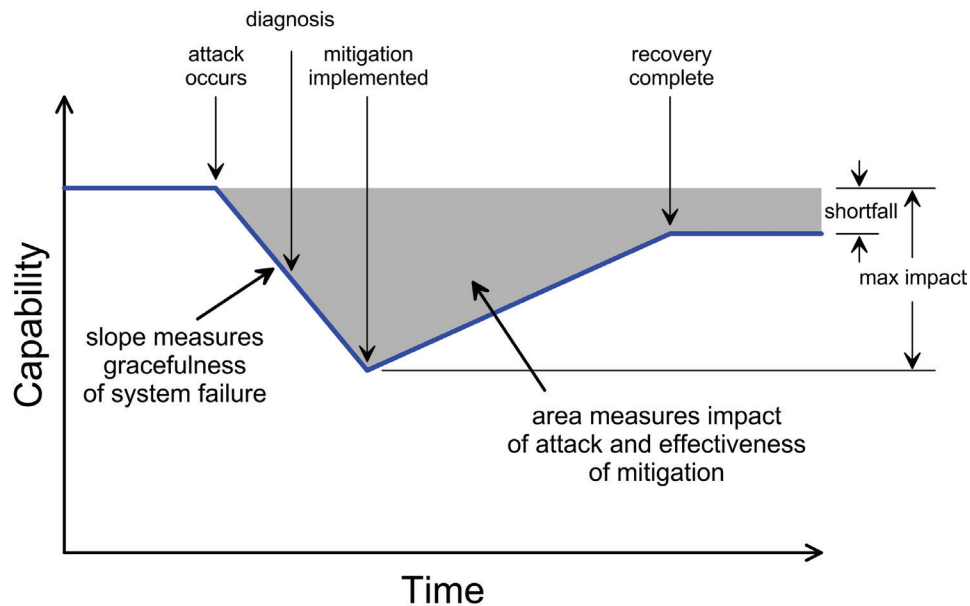 diagnosis
attack
occurs
mitigation
implemented
recovery
complete
shortfall
max impact
slope measures
gracefulness
of system failure
area measures impact
of attack and effectiveness
of mitigation
Capability
Time